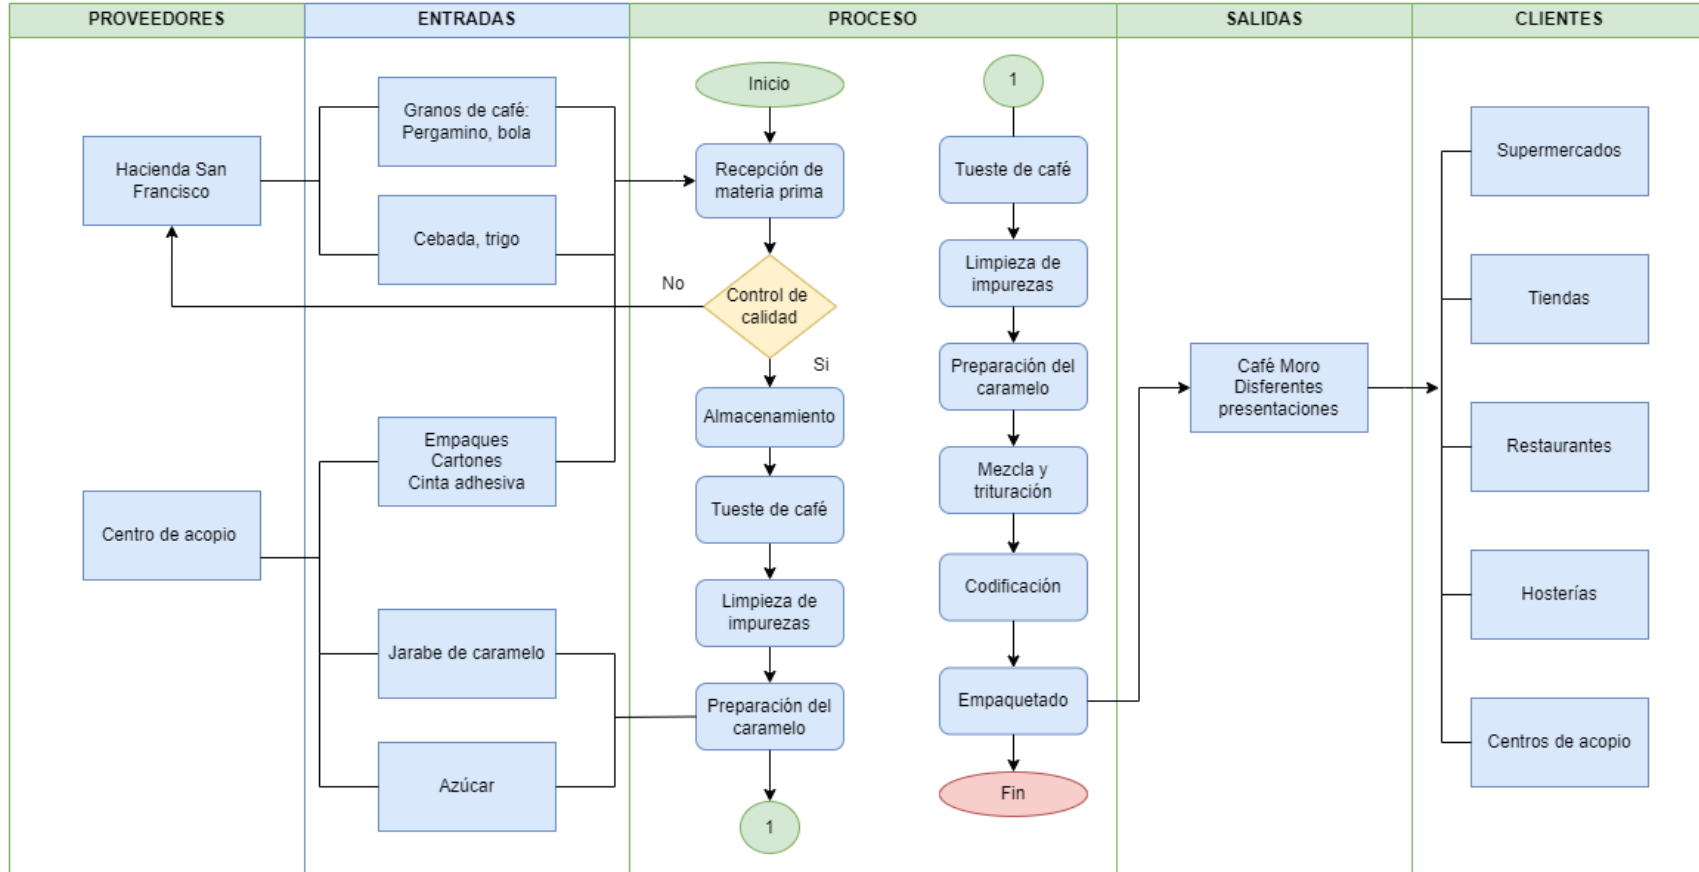 PROVEEDORES
ENTRADAS
PROCESO
SALIDAS
CLIENTES
Hacienda San
Francisco
Centro de acopio
Granos de café:
Pergamino, bola
Cebada, trigo
Empaques
Cartones
Cinta adhesiva
Jarabe de caramelo
Azúcar
Inicio
Recepción de
materia prima
Control de
calidad
No
Si
Almacenamiento
Tueste de café
Limpieza de
impurezas
Preparación del
caramelo
1
1
Tueste de café
Limpieza de
impurezas
Preparación del
caramelo
Mezcla y
trituración
Codificación
Empaquetado
Fin
Café Moro
Disferentes
presentaciones
Supermercados
Tiendas
Restaurantes
Hosterías
Centros de acopio